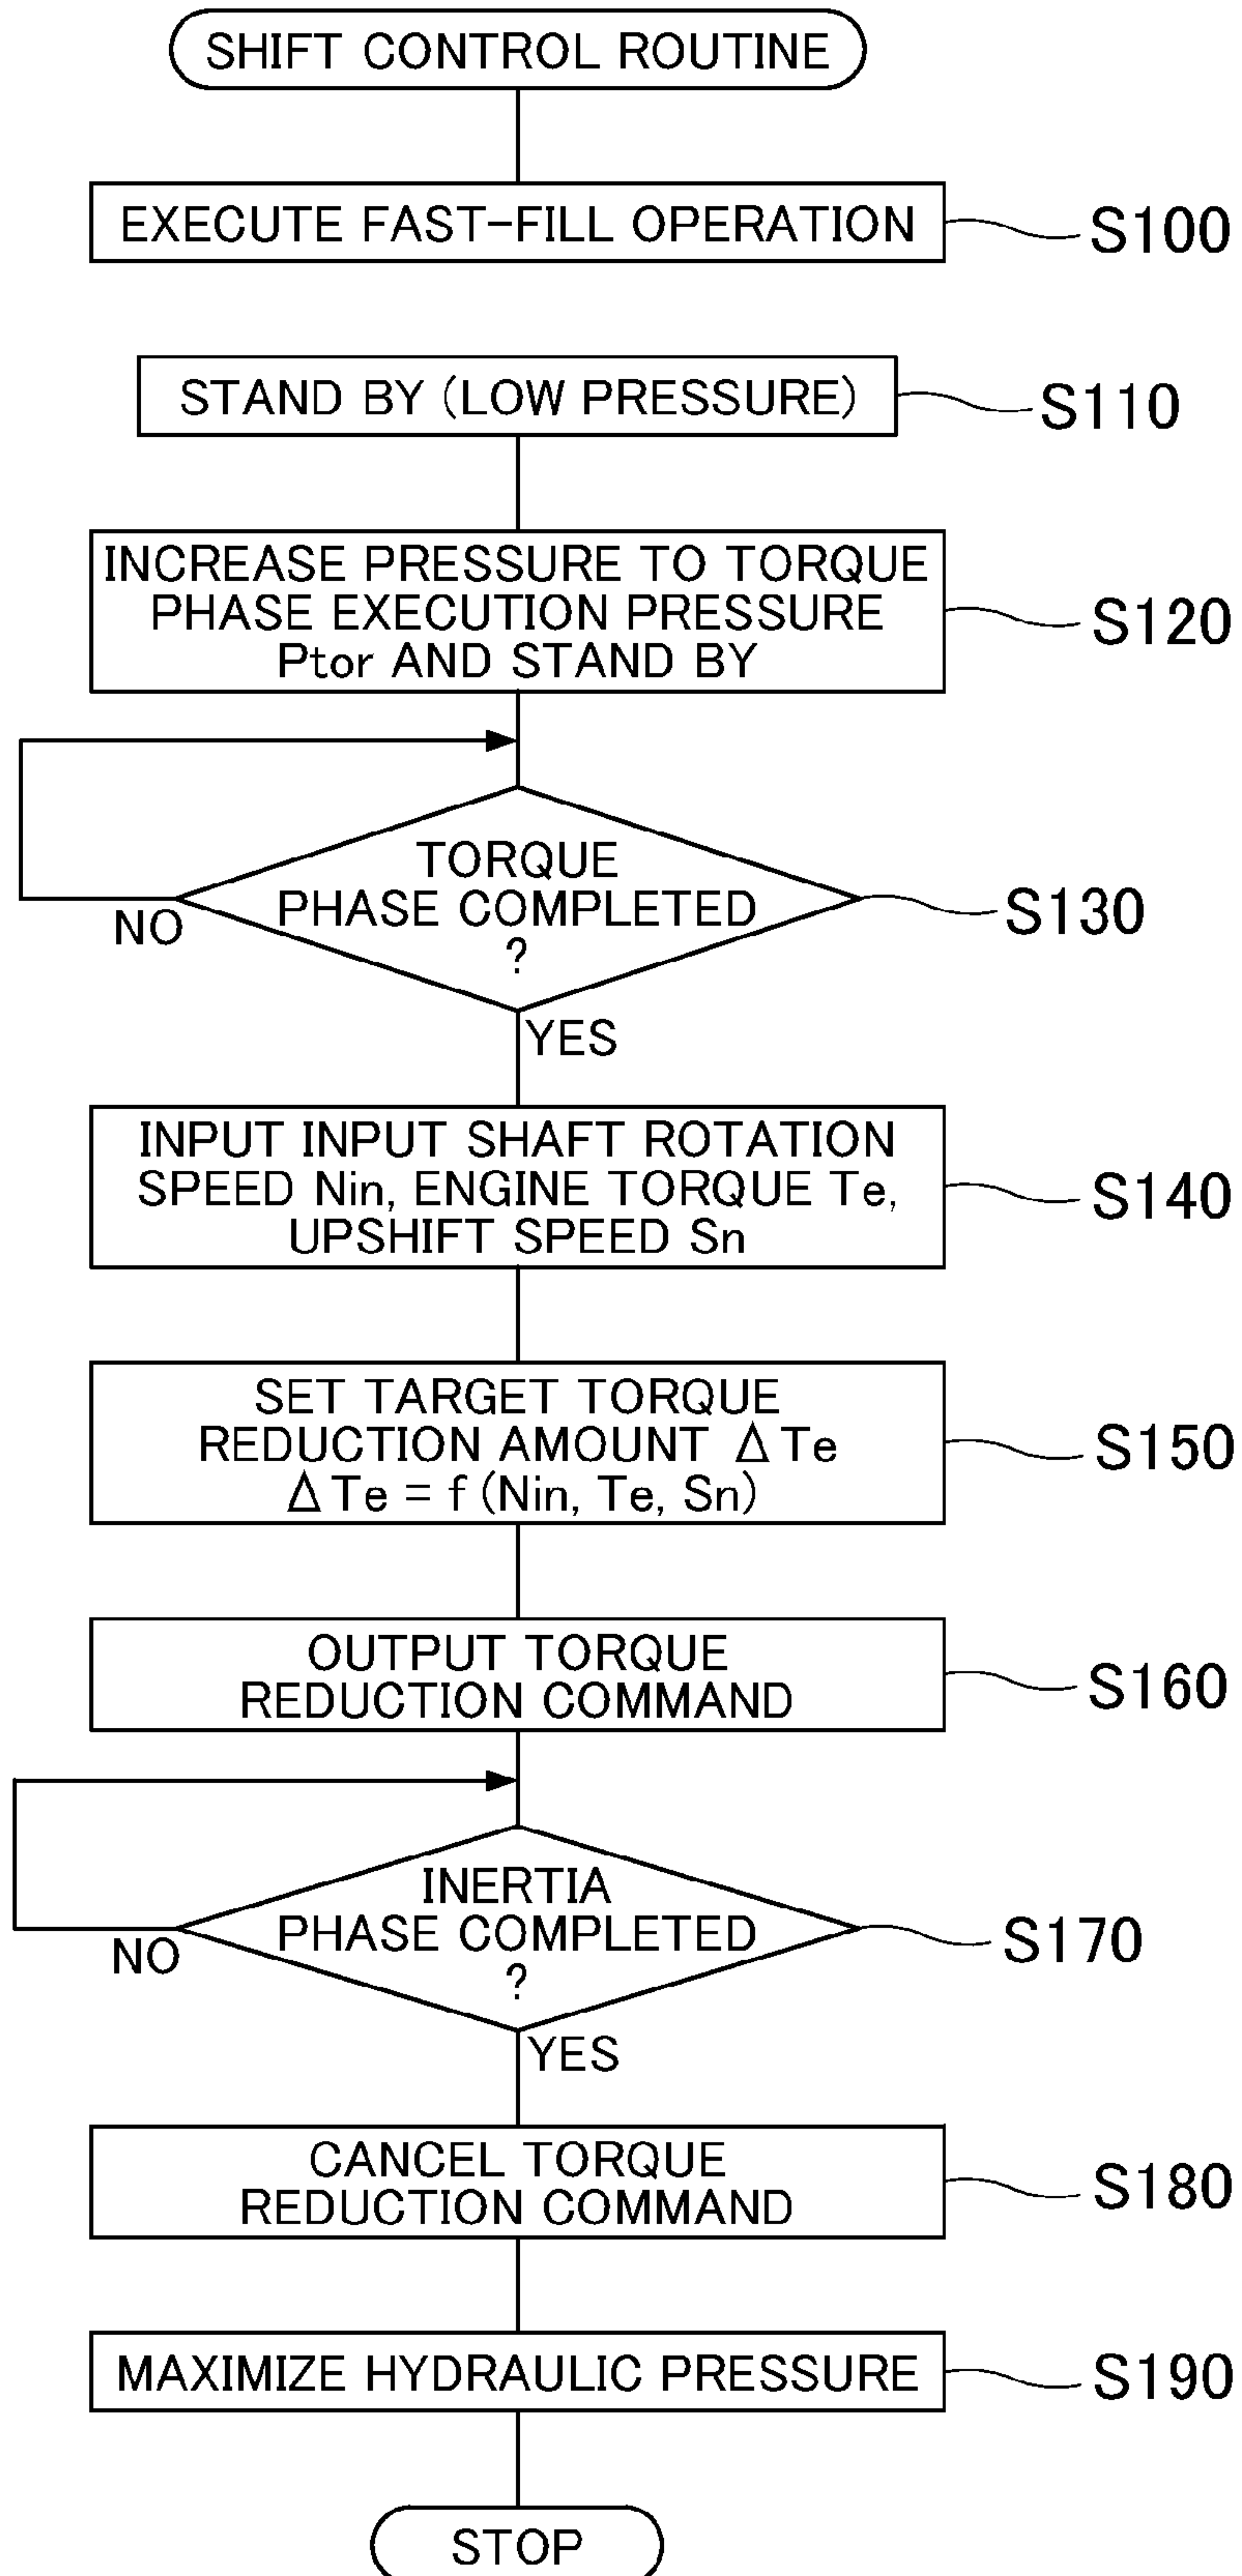 SHIFT CONTROL ROUTINE
EXECUTE FAST-FILL OPERATION
S100
STAND BY (LOW PRESSURE)
S110
INCREASE PRESSURE TO TORQUE
PHASE EXECUTION PRESSURE
Ptor AND STAND BY
S120
TORQUE
PHASE COMPLETED
?
S130
NO
YES
INPUT INPUT SHAFT ROTATION
SPEED Nin, ENGINE TORQUE Te,
UPSHIFT SPEED Sn
S140
SET TARGET TORQUE
REDUCTION AMOUNT Δ Te
Δ Te = f (Nin, Te, Sn)
S150
OUTPUT TORQUE
REDUCTION COMMAND
S160
INERTIA
PHASE COMPLETED
?
S170
NO
YES
CANCEL TORQUE
REDUCTION COMMAND
S180
MAXIMIZE HYDRAULIC PRESSURE
S190
STOP